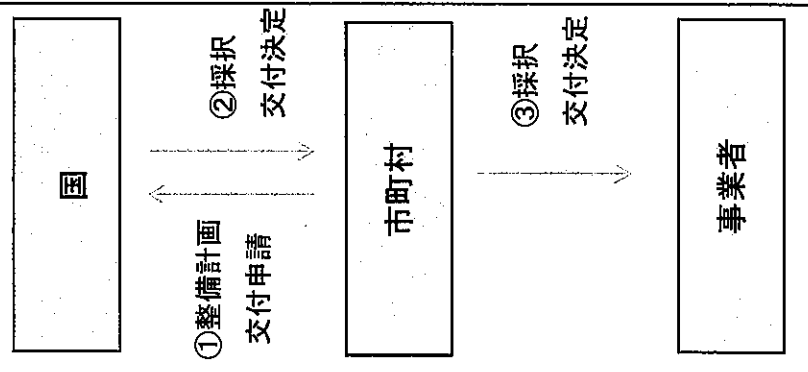 国
①整備計画
交付申請
②採択
交付決定
市町村
③採択
交付決定
事業者